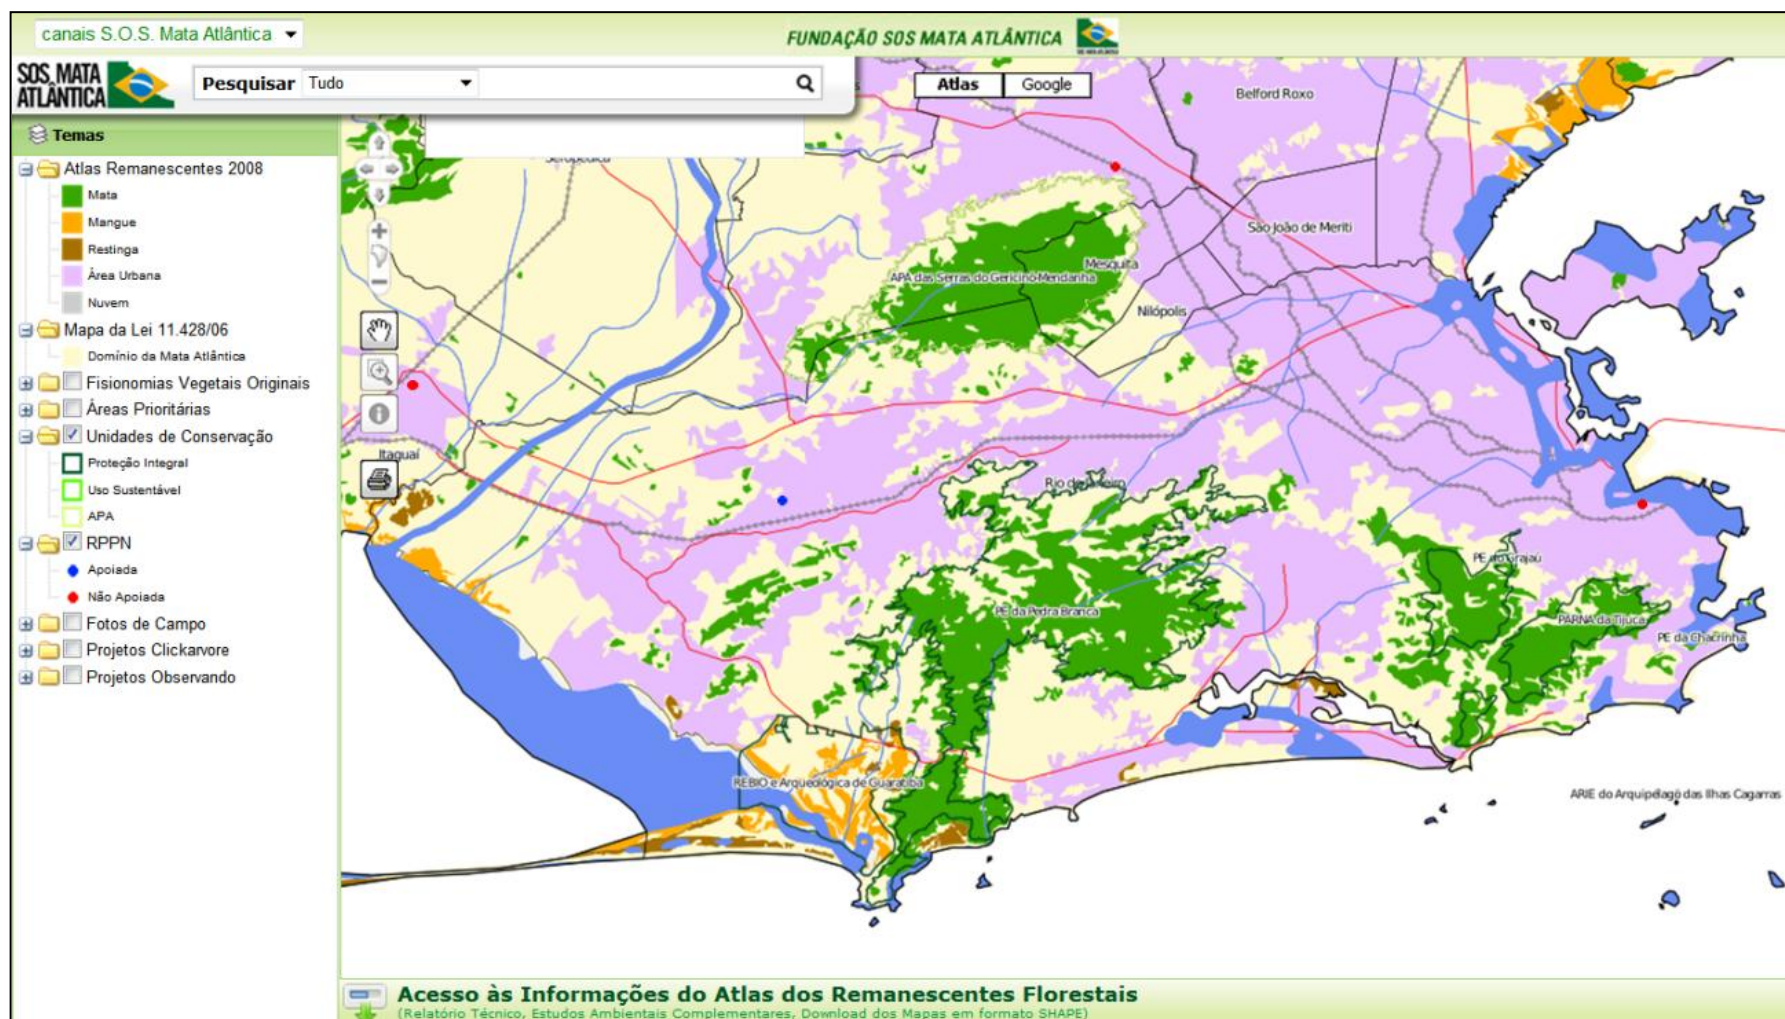 canais S.O.S. Mata Atlântica
FUNDAÇÃO SOS MATA ATLÂNTICA
SOS MATA
ATLÂNTICA
Pesquisar Tudo
Atlas Google
Temas
Atlas Remanescentes 2008
Mata
Mangue
Restinga
Área Urbana
Nuvem
Mapa da Lei 11.428/06
Domínio da Mata Atlântica
Fisionomias Vegetais Originais
Áreas Prioritárias
Unidades de Conservação
Proteção Integral
Uso Sustentável
APA
RPPN
Apoiada
Não Apoiada
Fotos de Campo
Projetos Clickarvore
Projetos Observando
Belford Roxo
Seropédica
São João de Meriti
Mesquita
APA das Serras do Gericinó-Mendanha
Nilópolis
Itaguaí
Rio de Janeiro
PE do Grajaú
PE da Pedra Branca
PARNA da Tijuca
PE da Chacrinha
REBIO e Arqueológica de Guaratiba
ARIE do Arquipélago das Ilhas Cagarras
Acesso às Informações do Atlas dos Remanescentes Florestais
(Relatório Técnico, Estudos Ambientais Complementares, Download dos Mapas em formato SHAPE)